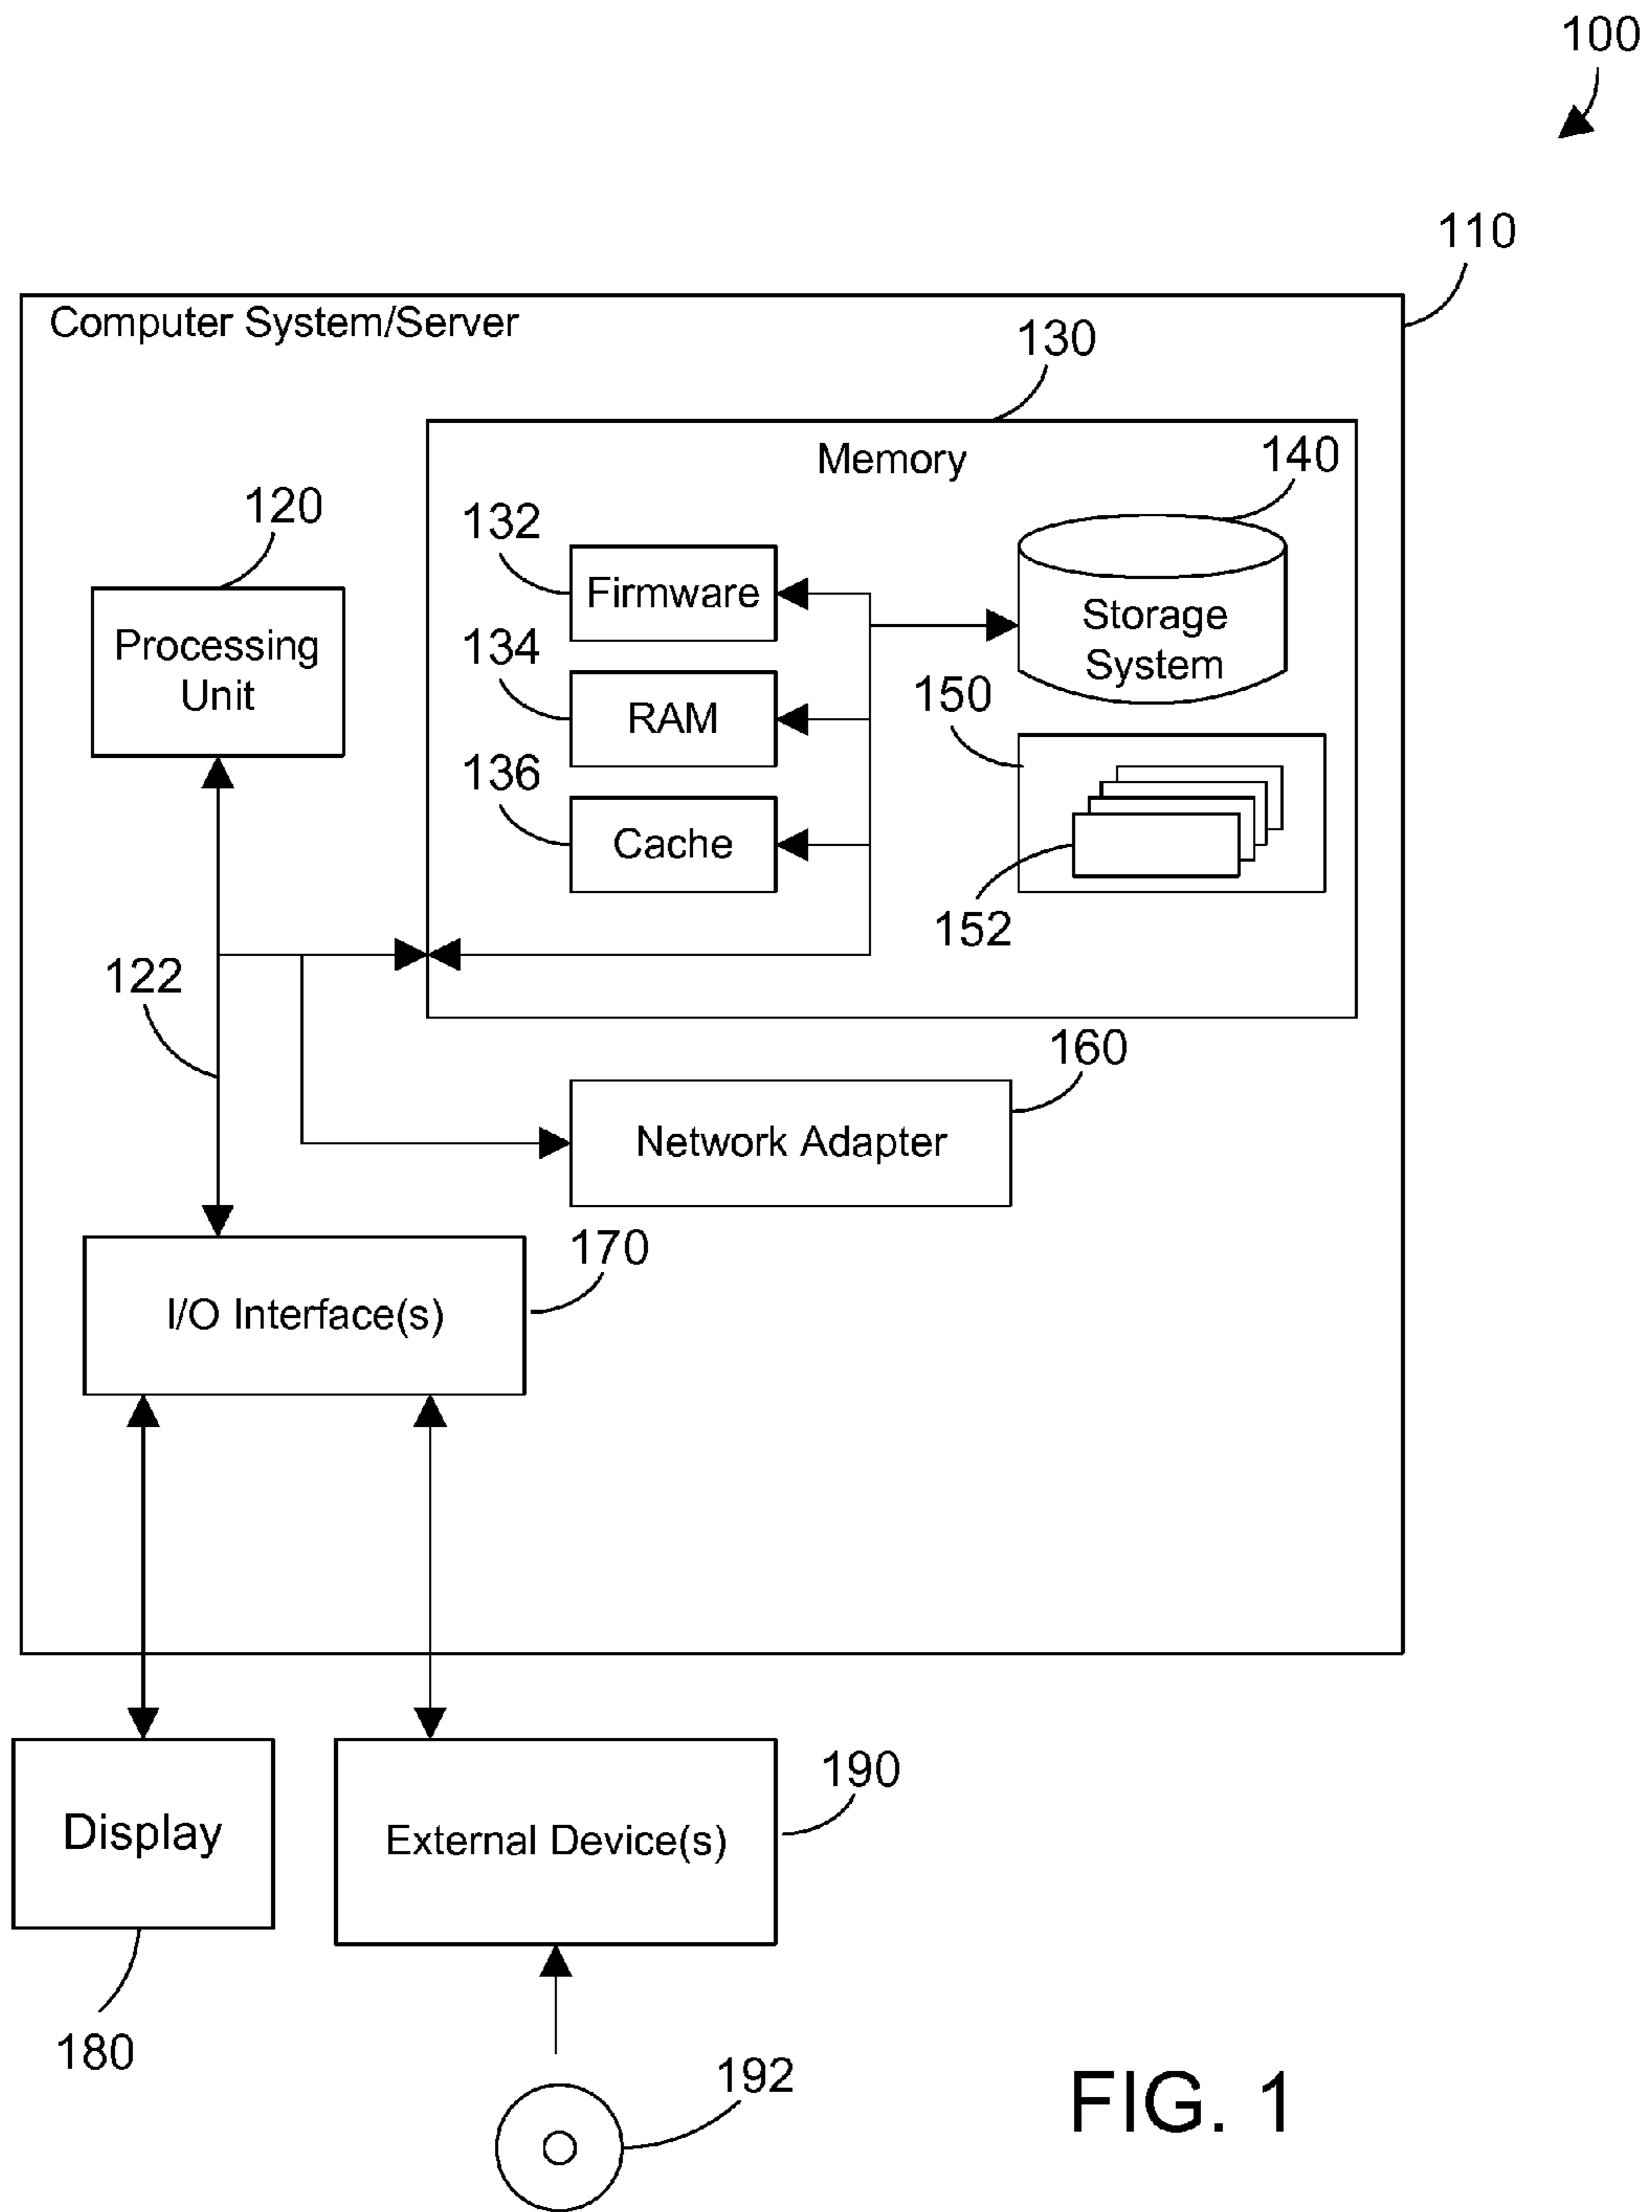 100
110
Computer System/Server
130
Memory
140
120
132
Firmware
Processing
Unit
134
Storage
System
150
RAM
136
Cache
152
122
160
Network Adapter
170
I/O Interface(s)
190
Display
External Device(s)
180
192
FIG. 1